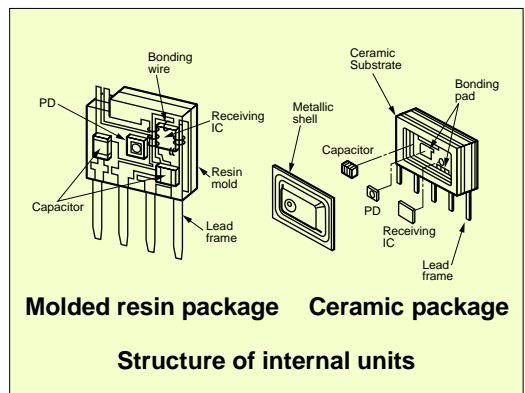 Bonding
wire
PD
Receiving
IC
Resin
mold
Capacitor
Lead
frame
Ceramic
Substrate
Bonding
pad
Metallic
shell
Capacitor
PD
Receiving
IC
Lead
frame
Molded resin package
Ceramic package
Structure of internal units